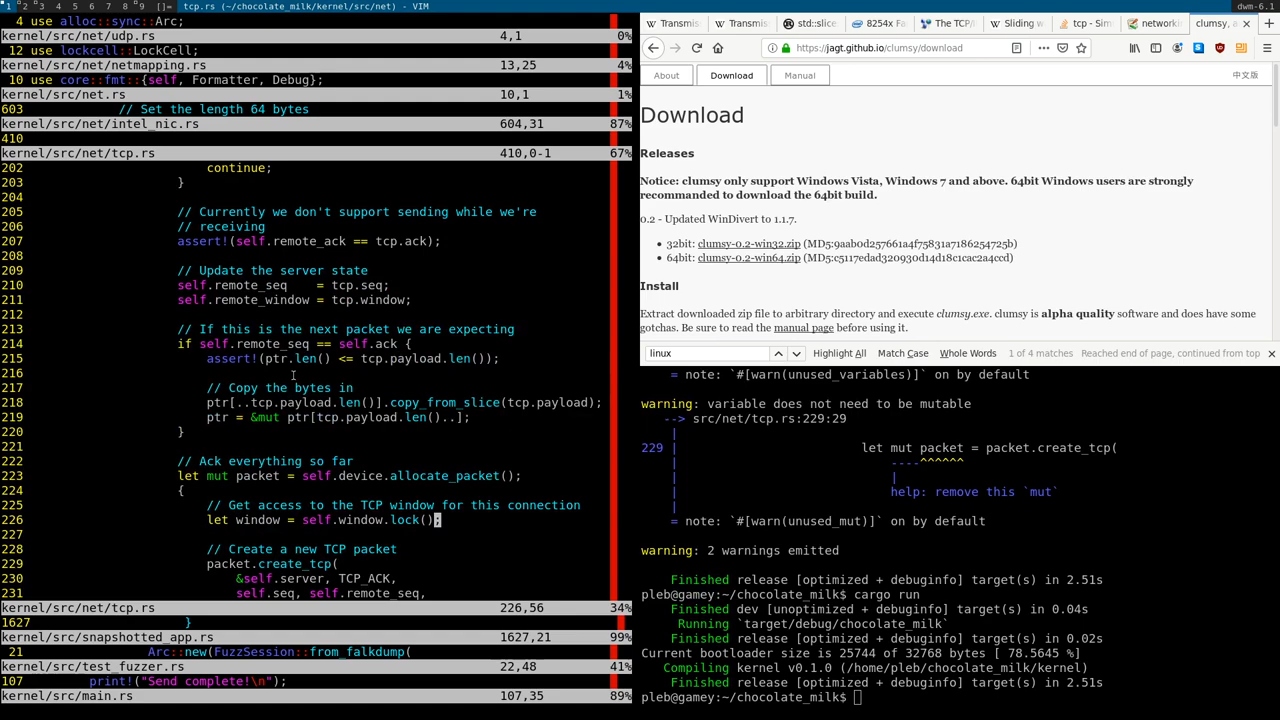 1 2 3 4 5 6 7 8 9 []= tcp.rs (~/chocolate_milk/kernel/src/net) - VIM dwm-6.1
4 use alloc::sync::Arc;
kernel/src/net/udp.rs 4,1 0%
12 use lockcell::LockCell;
kernel/src/net/netmapping.rs 13,25 4%
10 use core::fmt::{self, Formatter, Debug};
kernel/src/net.rs 10,1 1%
603 // Set the length 64 bytes
kernel/src/net/intel_nic.rs 604,31 87%
410
kernel/src/net/tcp.rs 410,0-1 67%
202 continue;
203 }
204
205 // Currently we don't support sending while we're
206 // receiving
207 assert!(self.remote_ack == tcp.ack);
208
209 // Update the server state
210 self.remote_seq    = tcp.seq;
211 self.remote_window = tcp.window;
212
213 // If this is the next packet we are expecting
214 if self.remote_seq == self.ack {
215 assert!(ptr.len() <= tcp.payload.len());
216
217 // Copy the bytes in
218 ptr[..tcp.payload.len()].copy_from_slice(tcp.payload);
219 ptr = &mut ptr[tcp.payload.len()..];
220 }
221
222 // Ack everything so far
223 let mut packet = self.device.allocate_packet();
224 {
225 // Get access to the TCP window for this connection
226 let window = self.window.lock();
227
228 // Create a new TCP packet
229 packet.create_tcp(
230 &self.server, TCP_ACK,
231 self.seq, self.remote_seq,
kernel/src/net/tcp.rs 226,56 34%
1627 }
kernel/src/snapshotted_app.rs 1627,21 99%
21 Arc::new(FuzzSession::from_falkdump(
kernel/src/test_fuzzer.rs 22,48 41%
107 print!("Send complete!\n");
kernel/src/main.rs 107,35 89%
Transmis Transmis std::slice 8254x F The TCP/ Sliding w tcp - Sim network clumsy, a
https://jagt.github.io/clumsy/download
About Download Manual 中文版
Download
Releases
Notice: clumsy only support Windows Vista, Windows 7 and above. 64bit Windows users are strongly
recommanded to download the 64bit build.
0.2 - Updated WinDivert to 1.1.7.
32bit: clumsy-0.2-win32.zip (MD5:9aab0d257661a4f75831a7186254725b)
64bit: clumsy-0.2-win64.zip (MD5:c5117edad320930d14d18c1cac2a4ccd)
Install
Extract downloaded zip file to arbitrary directory and execute clumsy.exe. clumsy is alpha quality software and does have some
gotchas. Be sure to read the manual page before using it.
linux Highlight All Match Case Whole Words 1 of 4 matches Reached end of page, continued from top
= note: `#[warn(unused_variables)]` on by default
warning: variable does not need to be mutable
--> src/net/tcp.rs:229:29
|
229 | let mut packet = packet.create_tcp(
| ----^^^^^^
| |
| help: remove this `mut`
|
= note: `#[warn(unused_mut)]` on by default
warning: 2 warnings emitted
Finished release [optimized + debuginfo] target(s) in 2.51s
pleb@gamey:~/chocolate_milk$ cargo run
Finished dev [unoptimized + debuginfo] target(s) in 0.04s
Running `target/debug/chocolate_milk`
Finished release [optimized + debuginfo] target(s) in 0.02s
Current bootloader size is 25744 of 32768 bytes [ 78.5645 %]
Compiling kernel v0.1.0 (/home/pleb/chocolate_milk/kernel)
Finished release [optimized + debuginfo] target(s) in 2.51s
pleb@gamey:~/chocolate_milk$